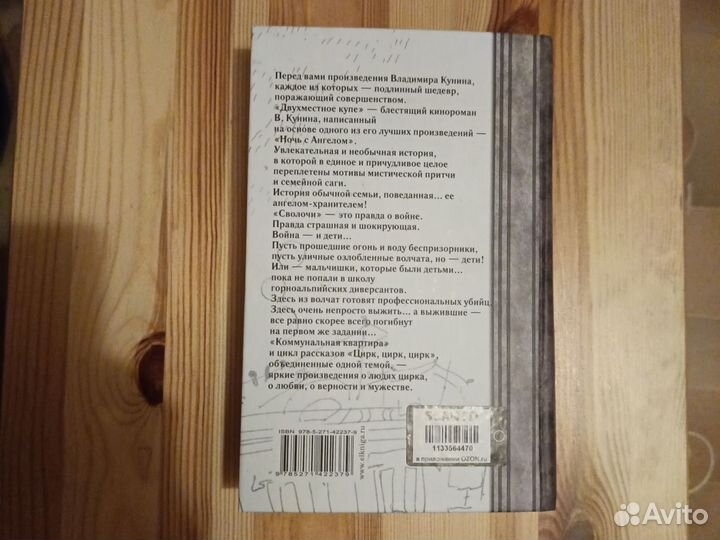 Перед вами произведения Владимира Кунина,
каждое из которых — подлинный шедевр,
поражающий совершенством.
«Двухместное купе» — блестящий кинороман
В. Кунина, написанный
на основе одного из его лучших произведений —
«Ночь с Ангелом».
Увлекательная и необычная история,
в которой в единое и причудливое целое
переплетены мотивы мистической притчи
и семейной саги.
История обычной семьи, поведанная... ее
ангелом-хранителем!
«Сволочи» — это правда о войне.
Правда страшная и шокирующая.
Война — и дети...
Пусть прошедшие огонь и воду беспризорники,
пусть уличные озлобленные волчата, но — дети!
Или — мальчишки, которые были детьми...
пока не попали в школу
горноальпийских диверсантов.
Здесь из волчат готовят профессиональных убийц.
Здесь очень непросто выжить... а выжившие —
все равно скорее всего погибнут
на первом же задании...
«Коммунальная квартира»
и цикл рассказов «Цирк, цирк, цирк»,
объединенные одной темой, —
яркие произведения о людях цирка,
о любви, о верности и мужестве.
ISBN 978-5-271-42237-9
9 785271 422379
www.elkniga.ru
1133564470
в приложении OZON.ru
Avito